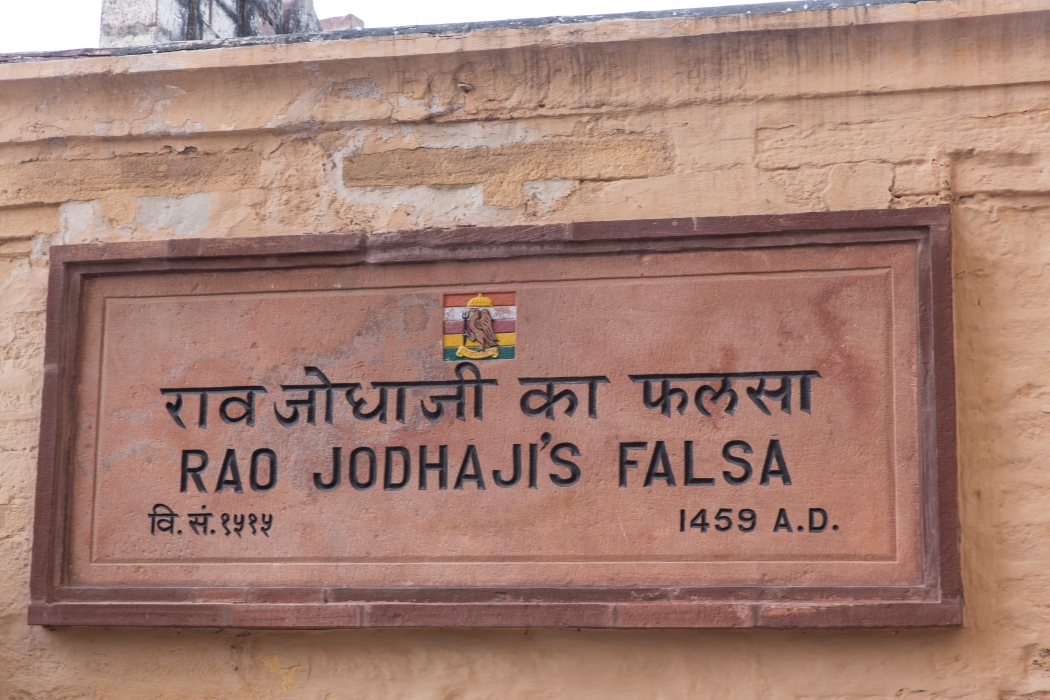 राव जोधाजी का फलसा
RAO JODHAJI'S FALSA
वि. सं. १५१५
1459 A.D.